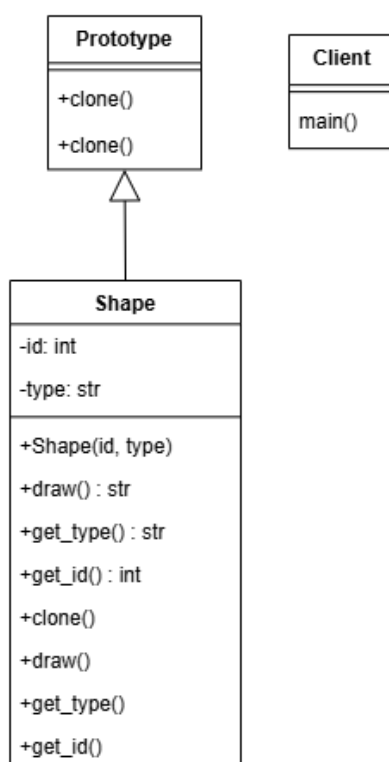 Prototype
+clone()
+clone()
Client
main()
Shape
-id: int
-type: str
+Shape(id, type)
+draw() : str
+get_type() : str
+get_id() : int
+clone()
+draw()
+get_type()
+get_id()